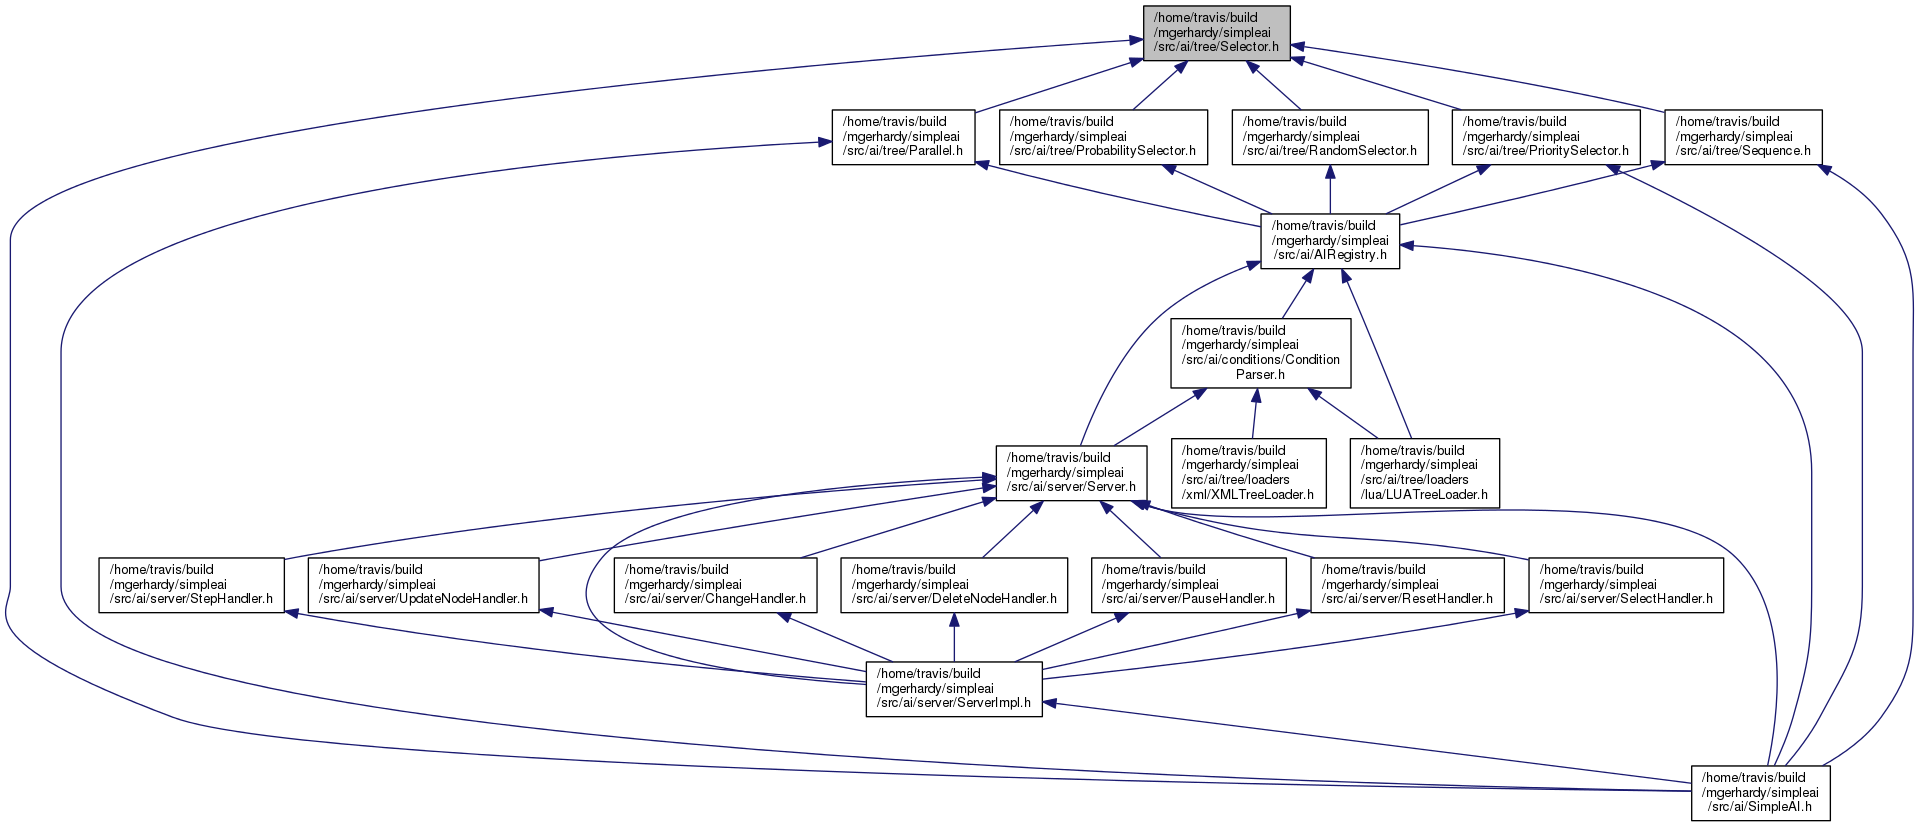 /home/travis/build
/mgerhardy/simpleai
/src/ai/tree/Selector.h
/home/travis/build
/mgerhardy/simpleai
/src/ai/tree/Parallel.h
/home/travis/build
/mgerhardy/simpleai
/src/ai/tree/ProbabilitySelector.h
/home/travis/build
/mgerhardy/simpleai
/src/ai/tree/RandomSelector.h
/home/travis/build
/mgerhardy/simpleai
/src/ai/tree/PrioritySelector.h
/home/travis/build
/mgerhardy/simpleai
/src/ai/tree/Sequence.h
/home/travis/build
/mgerhardy/simpleai
/src/ai/AIRegistry.h
/home/travis/build
/mgerhardy/simpleai
/src/ai/conditions/Condition
Parser.h
/home/travis/build
/mgerhardy/simpleai
/src/ai/server/Server.h
/home/travis/build
/mgerhardy/simpleai
/src/ai/tree/loaders
/xml/XMLTreeLoader.h
/home/travis/build
/mgerhardy/simpleai
/src/ai/tree/loaders
/lua/LUATreeLoader.h
/home/travis/build
/mgerhardy/simpleai
/src/ai/server/StepHandler.h
/home/travis/build
/mgerhardy/simpleai
/src/ai/server/UpdateNodeHandler.h
/home/travis/build
/mgerhardy/simpleai
/src/ai/server/ChangeHandler.h
/home/travis/build
/mgerhardy/simpleai
/src/ai/server/DeleteNodeHandler.h
/home/travis/build
/mgerhardy/simpleai
/src/ai/server/PauseHandler.h
/home/travis/build
/mgerhardy/simpleai
/src/ai/server/ResetHandler.h
/home/travis/build
/mgerhardy/simpleai
/src/ai/server/SelectHandler.h
/home/travis/build
/mgerhardy/simpleai
/src/ai/server/ServerImpl.h
/home/travis/build
/mgerhardy/simpleai
/src/ai/SimpleAI.h